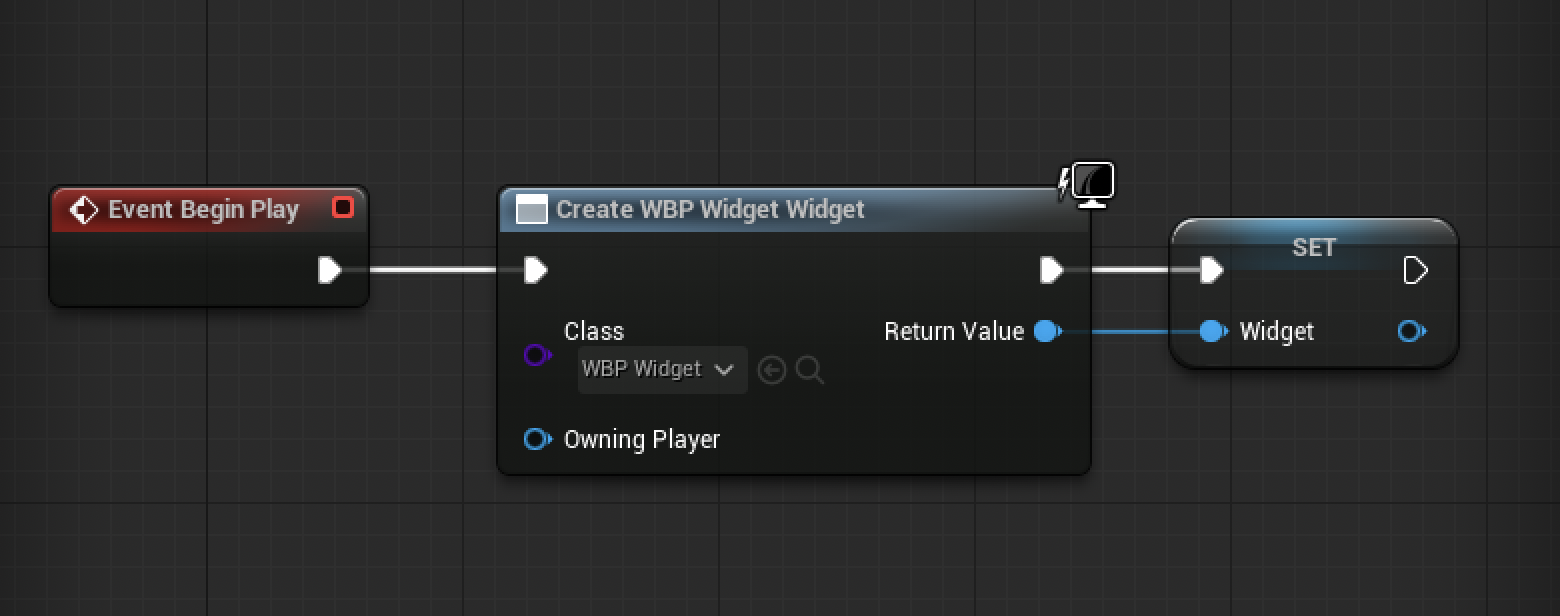 Event Begin Play
Create WBP Widget Widget
SET
Class
Return Value
Widget
WBP Widget
Owning Player